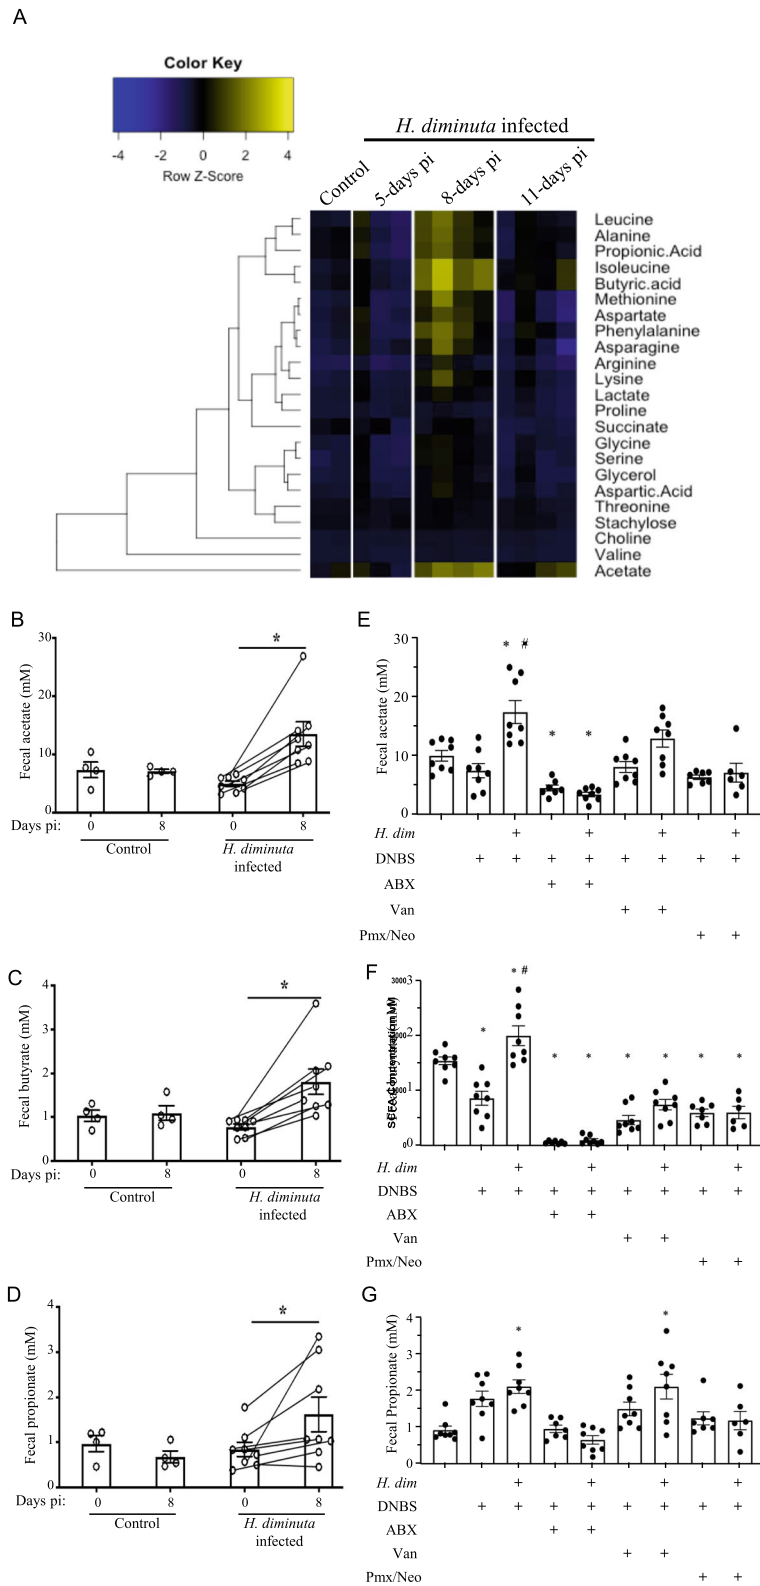 A
Color Key
-4 -2 0 2 4
Row Z-Score
H. diminuta infected
Control 5-days pi 8-days pi 11-days pi
Leucine
Alanine
Propionic.Acid
Isoleucine
Butyric.acid
Methionine
Aspartate
Phenylalanine
Asparagine
Arginine
Lysine
Lactate
Proline
Succinate
Glycine
Serine
Glycerol
Aspartic.Acid
Threonine
Stachylose
Choline
Valine
Acetate
B
Fecal acetate (mM)
30
20
10
0
*
Days pi: 0 8 0 8
Control H. diminuta
infected
E
Fecal acetate (mM)
30
20
10
0
* #
* *
H. dim + + + +
DNBS + + + + + + + +
ABX + +
Van + +
Pmx/Neo + +
C
Fecal butyrate (mM)
4
3
2
1
0
*
Days pi: 0 8 0 8
Control H. diminuta
infected
F
SCFA Concentration
3
2
1
0
* #
* * * * * * *
H. dim + + + +
DNBS + + + + + + + +
ABX + +
Van + +
Pmx/Neo + +
D
Fecal propionate (mM)
4
3
2
1
0
*
Days pi: 0 8 0 8
Control H. diminuta
infected
G
Fecal Propionate (mM)
4
3
2
1
0
* *
H. dim + + + +
DNBS + + + + + + + +
ABX + +
Van + +
Pmx/Neo + +